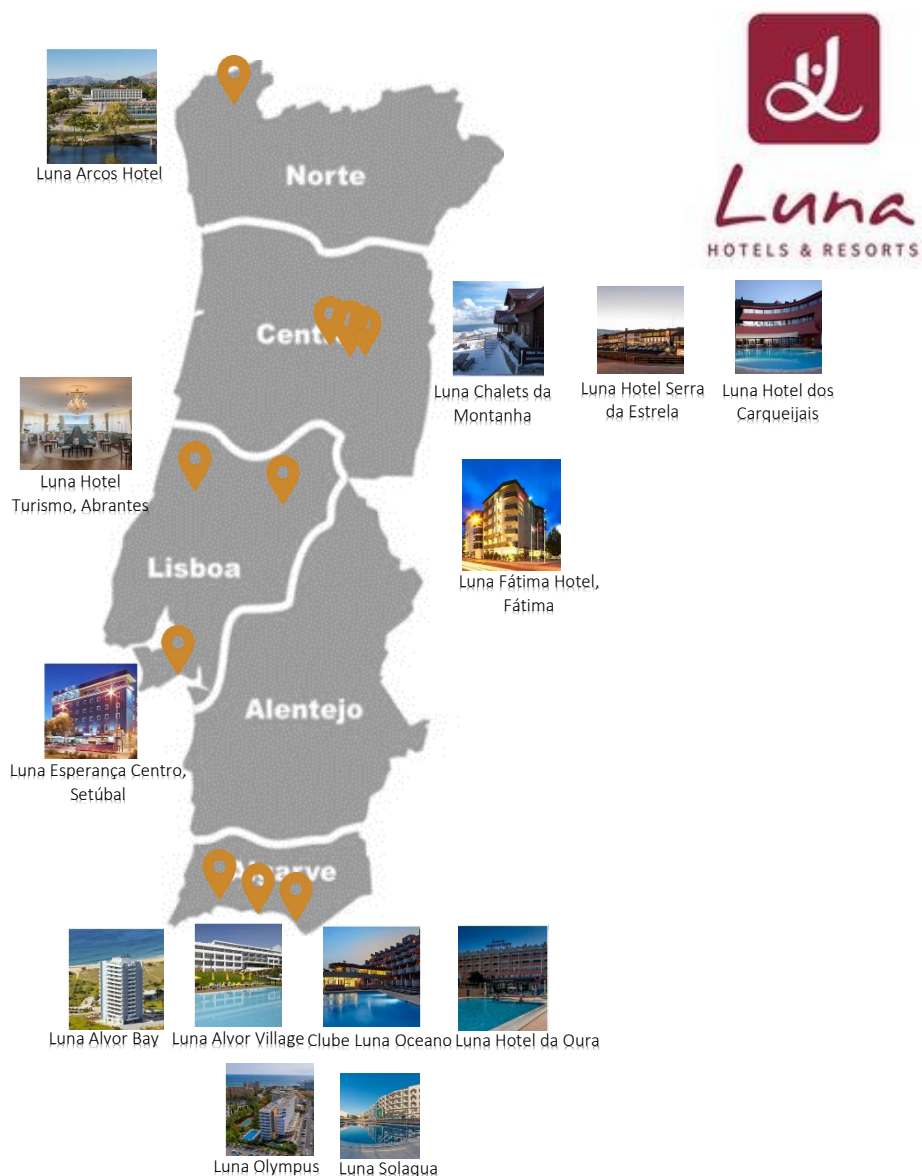 Luna
HOTELS & RESORTS
Luna Arcos Hotel
Norte
Centro
Luna Chalets da
Montanha
Luna Hotel Serra
da Estrela
Luna Hotel dos
Carqueijais
Luna Hotel
Turismo, Abrantes
Luna Fátima Hotel,
Fátima
Lisboa
Luna Esperança Centro,
Setúbal
Alentejo
Algarve
Luna Alvor Bay
Luna Alvor Village
Clube Luna Oceano
Luna Hotel da Oura
Luna Olympus
Luna Solaqua